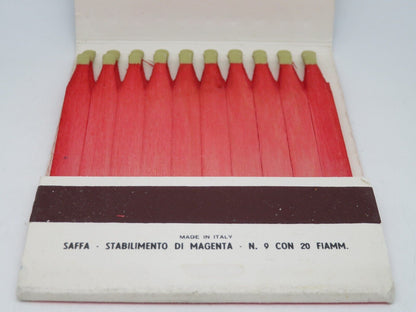 MADE IN ITALY
SAFFA - STABILIMENTO DI MAGENTA - N. 9 CON 20 FIAMM.